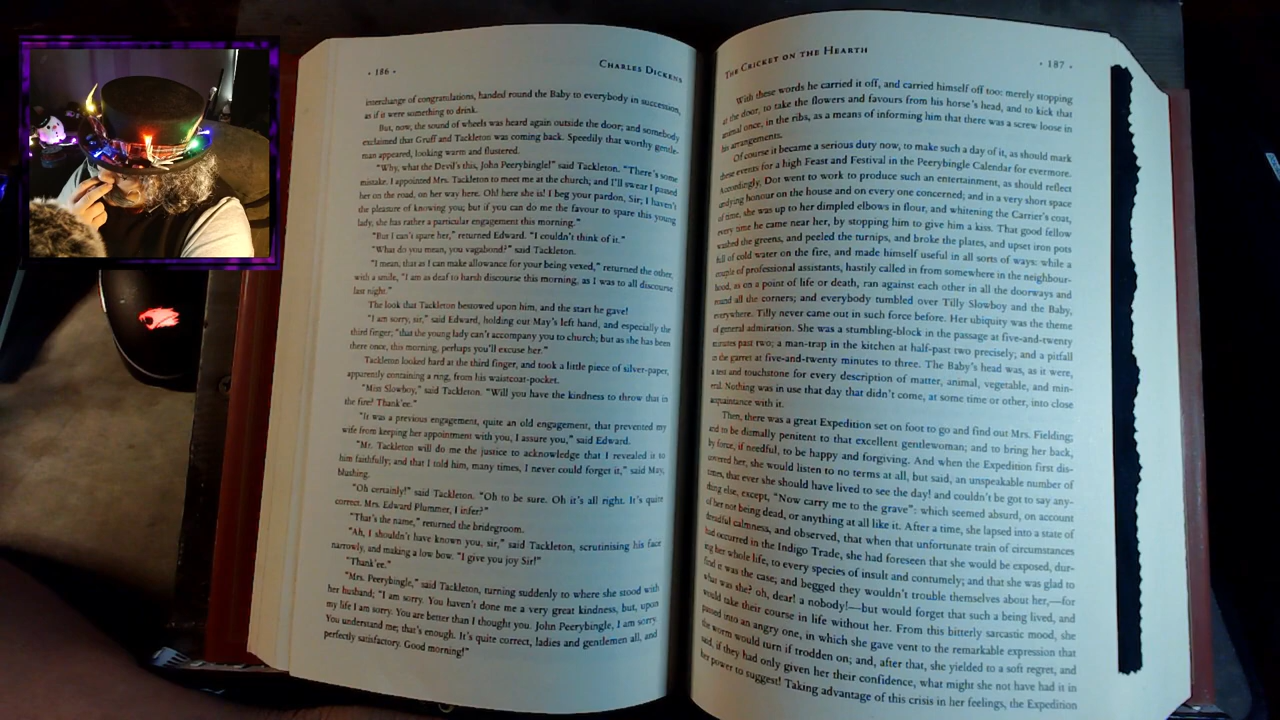 · 186 ·
CHARLES DICKENS
interchange of congratulations, handed round the Baby to everybody in succession,
as if it were something to drink.
But, now, the sound of wheels was heard again outside the door; and somebody
exclaimed that Gruff and Tackleton was coming back. Speedily that worthy gentle-
man appeared, looking warm and flustered.
"Why, what the Devil's this, John Peerybingle!" said Tackleton. "There's some
mistake. I appointed Mrs. Tackleton to meet me at the church; and I'll swear I passed
her on the road, on her way here. Oh! here she is! I beg your pardon, Sir; I haven't
the pleasure of knowing you; but if you can do me the favour to spare this young
lady, she has rather a particular engagement this morning."
"But I can't spare her," returned Edward. "I couldn't think of it."
"What do you mean, you vagabond?" said Tackleton.
"I mean, that as I can make allowance for your being vexed," returned the other,
with a smile, "I am as deaf to harsh discourse this morning, as I was to all discourse
last night."
The look that Tackleton bestowed upon him, and the start he gave!
"I am sorry, sir," said Edward, holding out May's left hand, and especially the
third finger; "that the young lady can't accompany you to church; but as she has been
there once, this morning, perhaps you'll excuse her."
Tackleton looked hard at the third finger, and took a little piece of silver-paper,
apparently containing a ring, from his waistcoat-pocket.
"Miss Slowboy," said Tackleton. "Will you have the kindness to throw that in
the fire? Thank'ee."
"It was a previous engagement, quite an old engagement, that prevented my
wife from keeping her appointment with you, I assure you," said Edward.
"Mr. Tackleton will do me the justice to acknowledge that I revealed it to
him faithfully; and that I told him, many times, I never could forget it," said May,
blushing.
"Oh certainly!" said Tackleton. "Oh to be sure. Oh it's all right. It's quite
correct. Mrs. Edward Plummer, I infer?"
"That's the name," returned the bridegroom.
"Ah, I shouldn't have known you, sir," said Tackleton, scrutinising his face
narrowly, and making a low bow. "I give you joy Sir!"
"Thank'ee."
"Mrs. Peerybingle," said Tackleton, turning suddenly to where she stood with
her husband; "I am sorry. You haven't done me a very great kindness, but, upon
my life I am sorry. You are better than I thought you. John Peerybingle, I am sorry.
You understand me; that's enough. It's quite correct, ladies and gentlemen all, and
perfectly satisfactory. Good morning!"
THE CRICKET ON THE HEARTH
· 187 ·
With these words he carried it off, and carried himself off too: merely stopping
at the door, to take the flowers and favours from his horse's head, and to kick that
animal once, in the ribs, as a means of informing him that there was a screw loose in
his arrangements.
Of course it became a serious duty now, to make such a day of it, as should mark
these events for a high Feast and Festival in the Peerybingle Calendar for evermore.
Accordingly, Dot went to work to produce such an entertainment, as should reflect
undying honour on the house and on every one concerned; and in a very short space
of time, she was up to her dimpled elbows in flour, and whitening the Carrier's coat,
every time he came near her, by stopping him to give him a kiss. That good fellow
washed the greens, and peeled the turnips, and broke the plates, and upset iron pots
full of cold water on the fire, and made himself useful in all sorts of ways: while a
couple of professional assistants, hastily called in from somewhere in the neighbour-
hood, as on a point of life or death, ran against each other in all the doorways and
round all the corners; and everybody tumbled over Tilly Slowboy and the Baby,
everywhere. Tilly never came out in such force before. Her ubiquity was the theme
of general admiration. She was a stumbling-block in the passage at five-and-twenty
minutes past two; a man-trap in the kitchen at half-past two precisely; and a pitfall
in the garret at five-and-twenty minutes to three. The Baby's head was, as it were,
a test and touchstone for every description of matter, animal, vegetable, and min-
eral. Nothing was in use that day that didn't come, at some time or other, into close
acquaintance with it.
Then, there was a great Expedition set on foot to go and find out Mrs. Fielding;
and to be dismally penitent to that excellent gentlewoman; and to bring her back,
by force, if needful, to be happy and forgiving. And when the Expedition first dis-
covered her, she would listen to no terms at all, but said, an unspeakable number of
times, that ever she should have lived to see the day! and couldn't be got to say any-
thing else, except, "Now carry me to the grave": which seemed absurd, on account
of her not being dead, or anything at all like it. After a time, she lapsed into a state of
dreadful calmness, and observed, that when that unfortunate train of circumstances
had occurred in the Indigo Trade, she had foreseen that she would be exposed, dur-
ing her whole life, to every species of insult and contumely; and that she was glad to
find it was the case; and begged they wouldn't trouble themselves about her,—for
what was she? oh, dear! a nobody!—but would forget that such a being lived, and
would take their course in life without her. From this bitterly sarcastic mood, she
passed into an angry one, in which she gave vent to the remarkable expression that
the worm would turn if trodden on; and, after that, she yielded to a soft regret, and
said, if they had only given her their confidence, what might she not have had it in
her power to suggest! Taking advantage of this crisis in her feelings, the Expedition